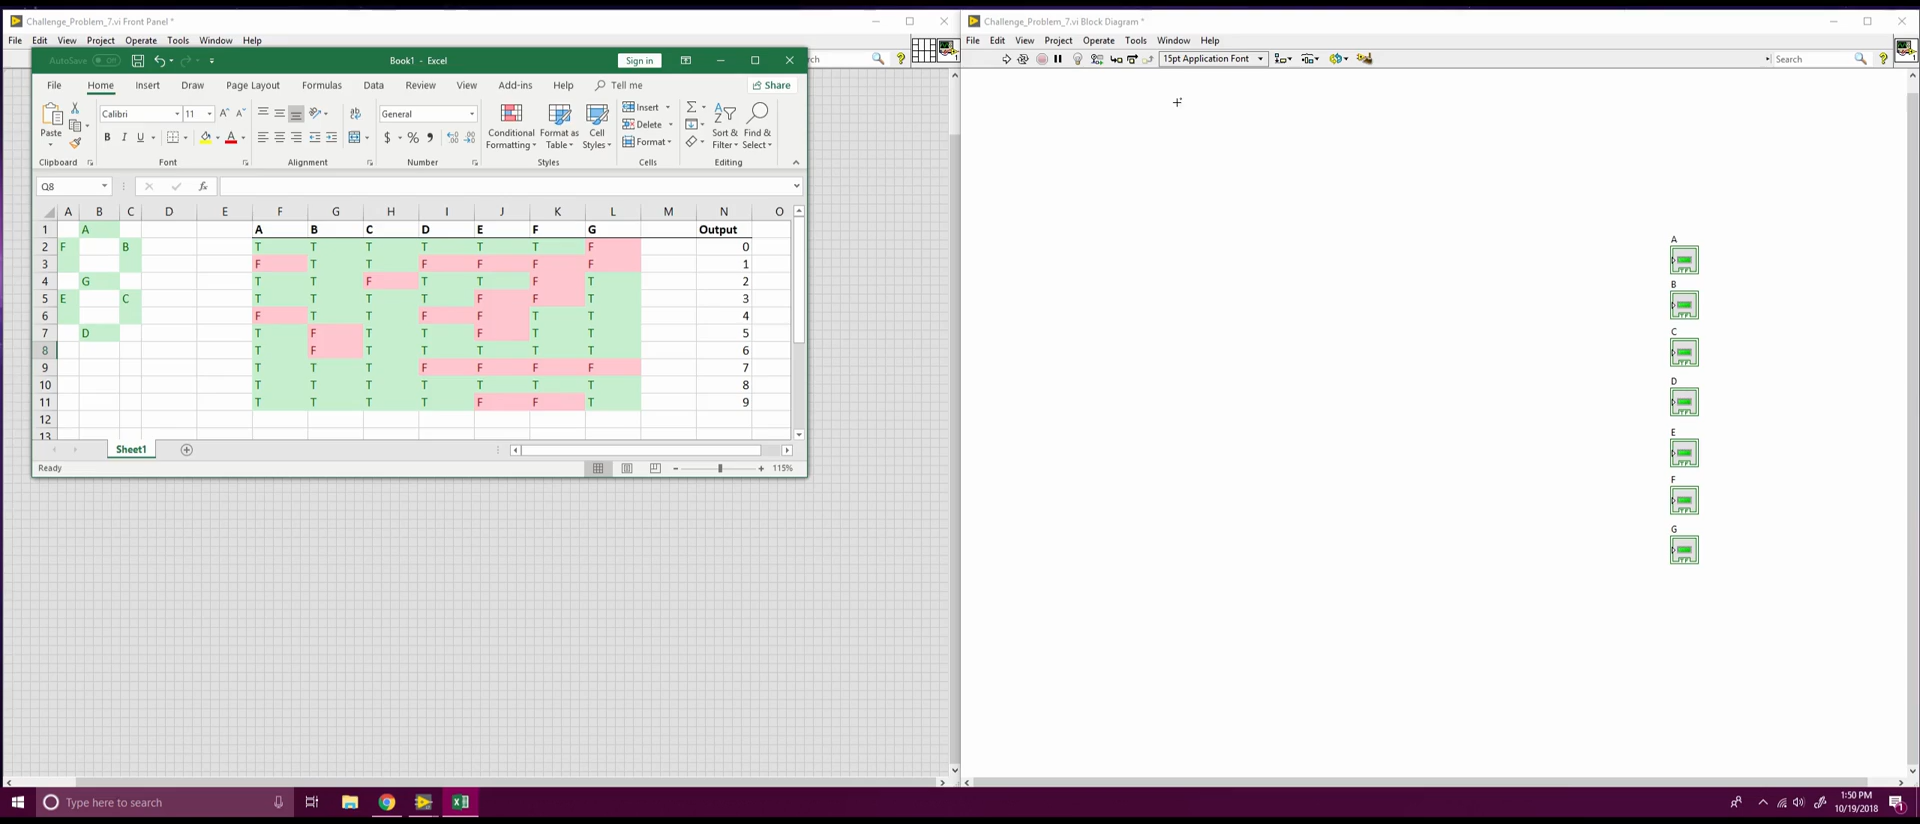 Challenge_Problem_7.vi Front Panel *
File Edit View Project Operate Tools Window Help
rch
AutoSave Off
Book1 - Excel
Sign in
File Home Insert Draw Page Layout Formulas Data Review View Add-ins Help Tell me Share
Paste
Calibri 11
B I U
General
$ % 9
Conditional Formatting
Format as Table
Cell Styles
Insert
Delete
Format
Sort & Filter
Find & Select
Clipboard Font Alignment Number Styles Cells Editing
Q8
fx
A B C D E F G H I J K L M N O
1 A A B C D E F G Output
2 F B T T T T T T F 0
3 F T T F F F F 1
4 G T T F T T F T 2
5 E C T T T T F F T 3
6 F T T F F T T 4
7 D T F T T F T T 5
8 T F T T T T T 6
9 T T T F F F F 7
10 T T T T T T T 8
11 T T T T F F T 9
12
13
Sheet1
Ready
115%
Challenge_Problem_7.vi Block Diagram *
File Edit View Project Operate Tools Window Help
15pt Application Font
Search
A
B
C
D
E
F
G
Type here to search
1:50 PM
10/19/2018
1